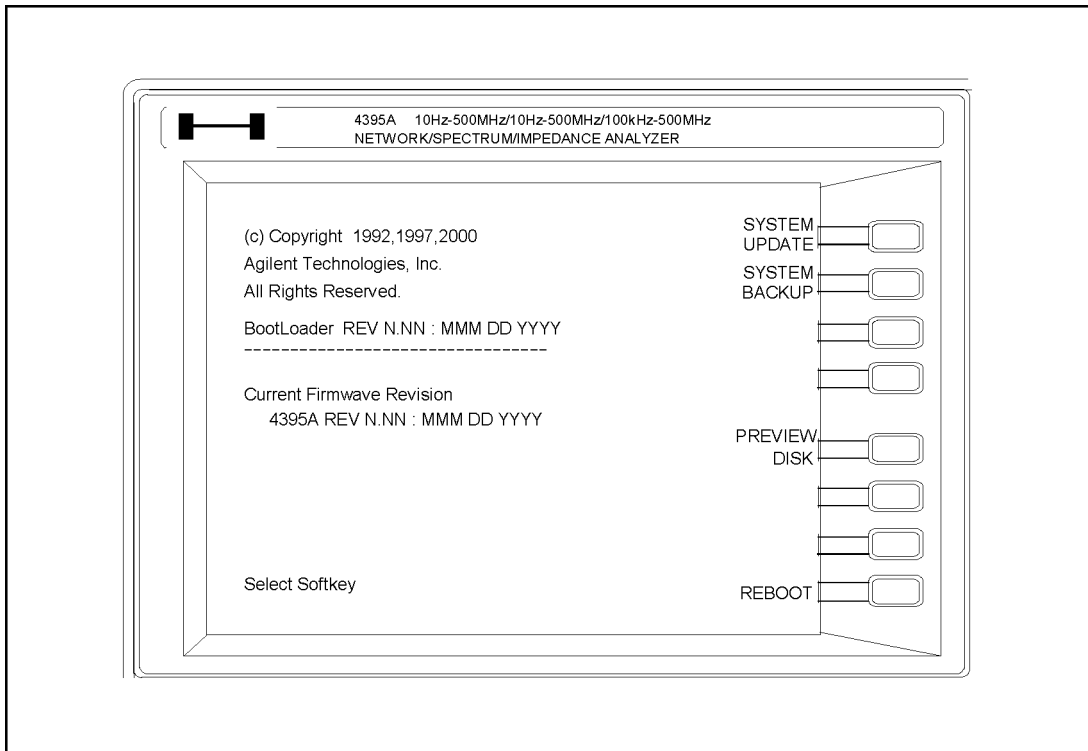 4395A 10Hz-500MHz/10Hz-500MHz/100kHz-500MHz
NETWORK/SPECTRUM/IMPEDANCE ANALYZER
(c) Copyright 1992,1997,2000
Agilent Technologies, Inc.
All Rights Reserved.
BootLoader REV N.NN : MMM DD YYYY
---------------------------------
Current Firmwave Revision
4395A REV N.NN : MMM DD YYYY
Select Softkey
SYSTEM
UPDATE
SYSTEM
BACKUP
PREVIEW
DISK
REBOOT